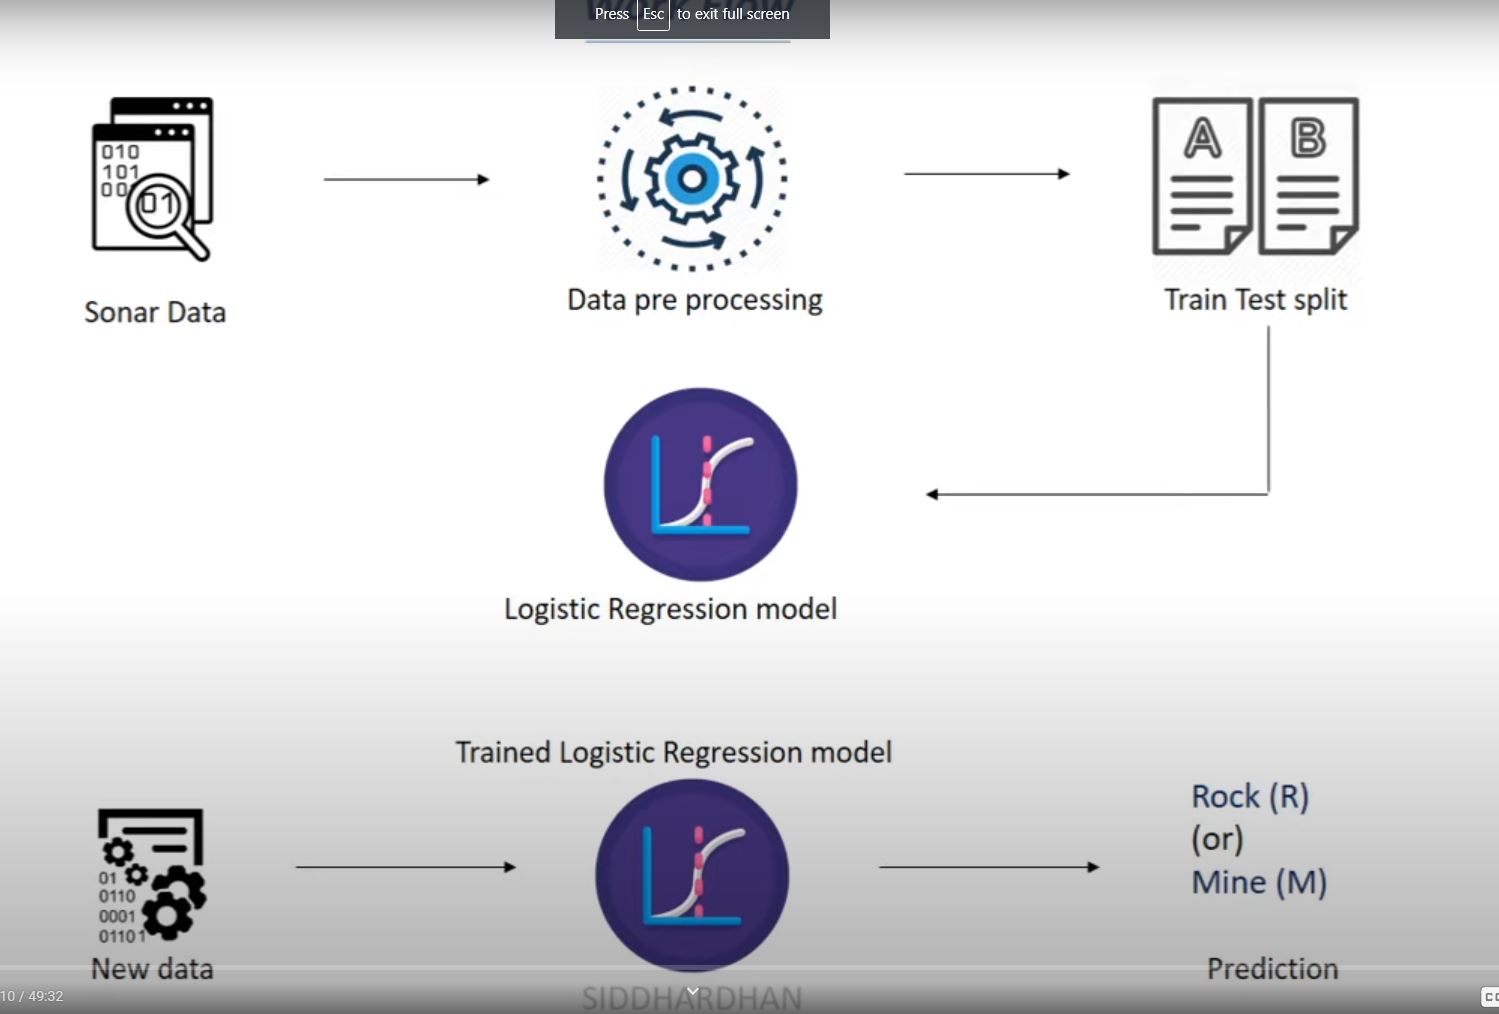 Press Esc to exit full screen
Work Flow
010
101
00
01
Sonar Data
Data pre processing
A B
Train Test split
Logistic Regression model
Trained Logistic Regression model
Rock (R)
(or)
Mine (M)
01
0110
0001
01101
New data
Prediction
10 / 49:32
SIDDHARDHAN